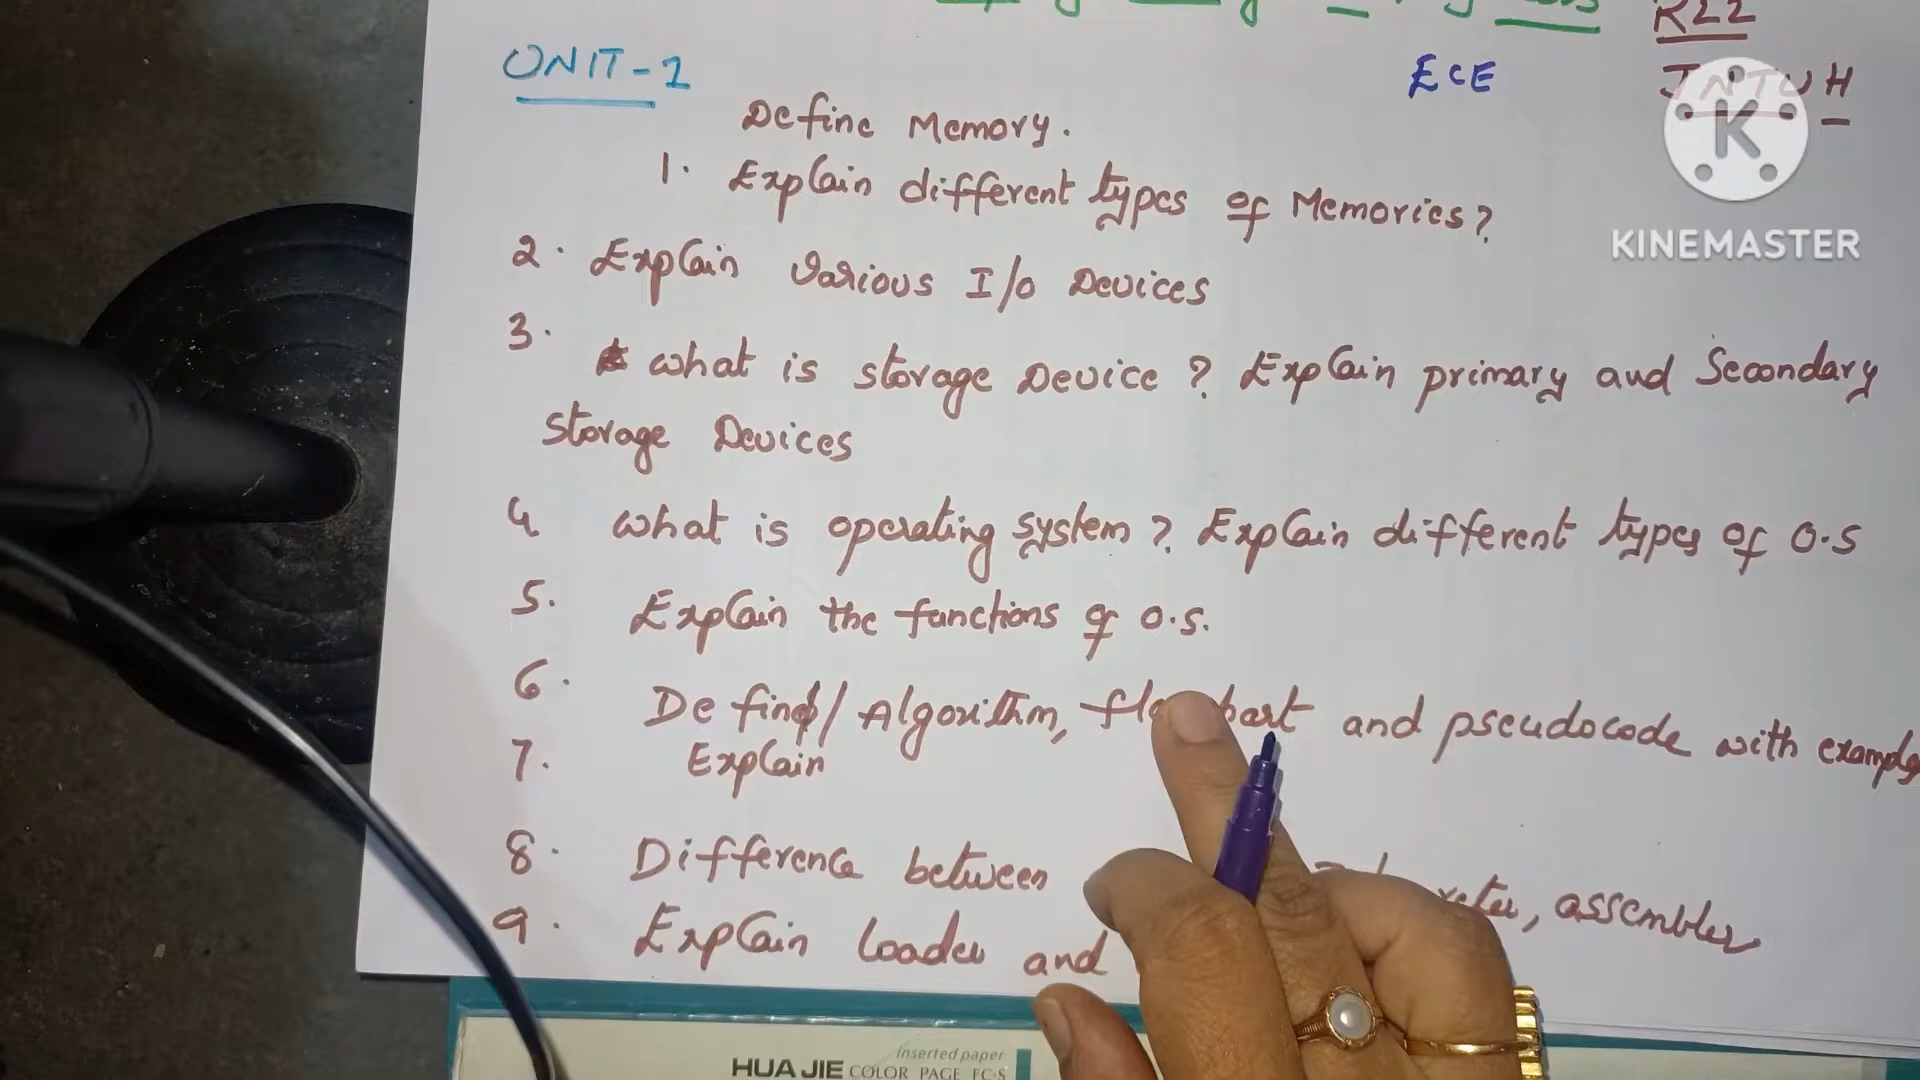 R22
UNIT-1 ECE JNTUH
Define Memory.
1. Explain different types of Memories?
KINEMASTER
2. Explain various I/o Devices
3. What is storage Device? Explain primary and Secondary
Storage Devices
4 What is operating system? Explain different types of O.S
5. Explain the functions of O.S.
6. Define/Algorithm, and pseudocode with example
7. Explain
8. Difference between assembler
9. Explain Loader and
Inserted paper
HUA JIE COLOR PAGE FC-S